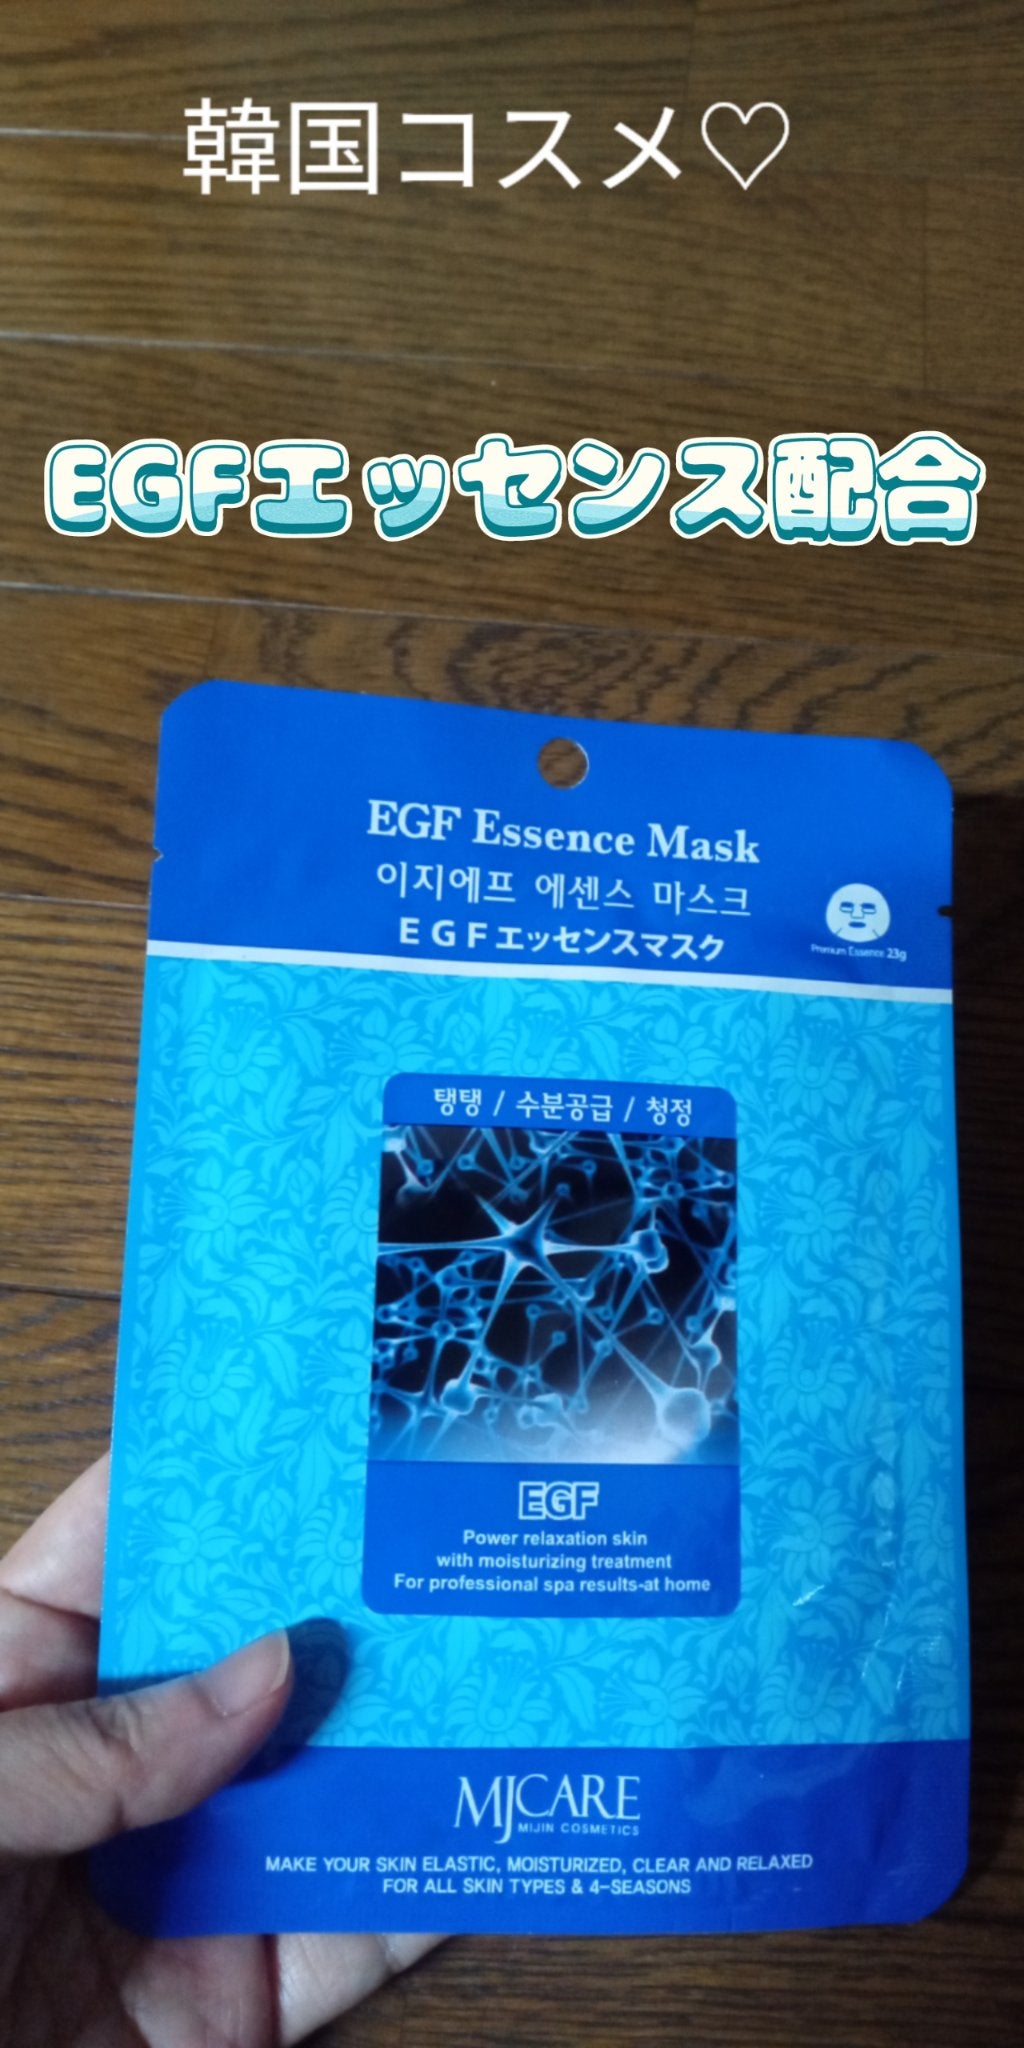 韓国コスメ♡
EGFエッセンス配合
EGF Essence Mask
이지에프 에센스 마스크
EGFエッセンスマスク
Premium Essence 23g
탱탱 / 수분공급 / 청정
EGF
Power relaxation skin
with moisturizing treatment
For professional spa results-at home
MJCARE
MIJIN COSMETICS
MAKE YOUR SKIN ELASTIC, MOISTURIZED, CLEAR AND RELAXED
FOR ALL SKIN TYPES & 4-SEASONS